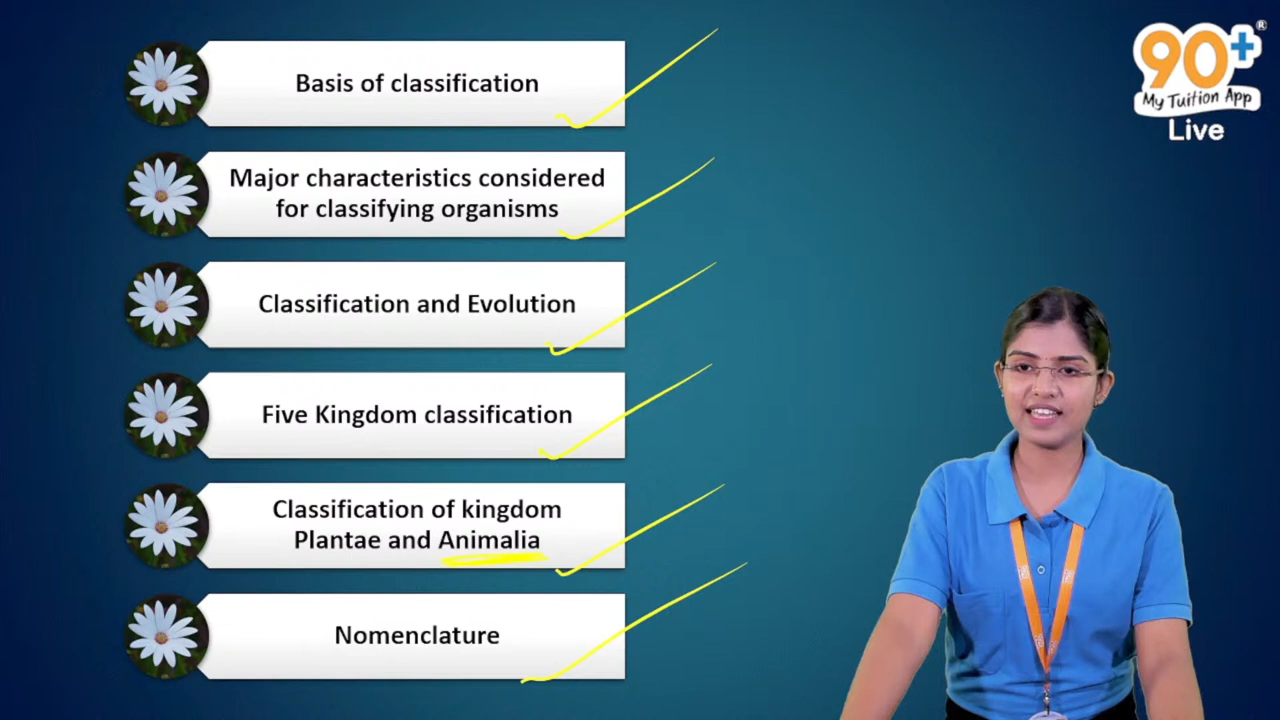 Basis of classification
Major characteristics considered
for classifying organisms
Classification and Evolution
Five Kingdom classification
Classification of kingdom
Plantae and Animalia
Nomenclature
90+
®
My Tuition App
Live